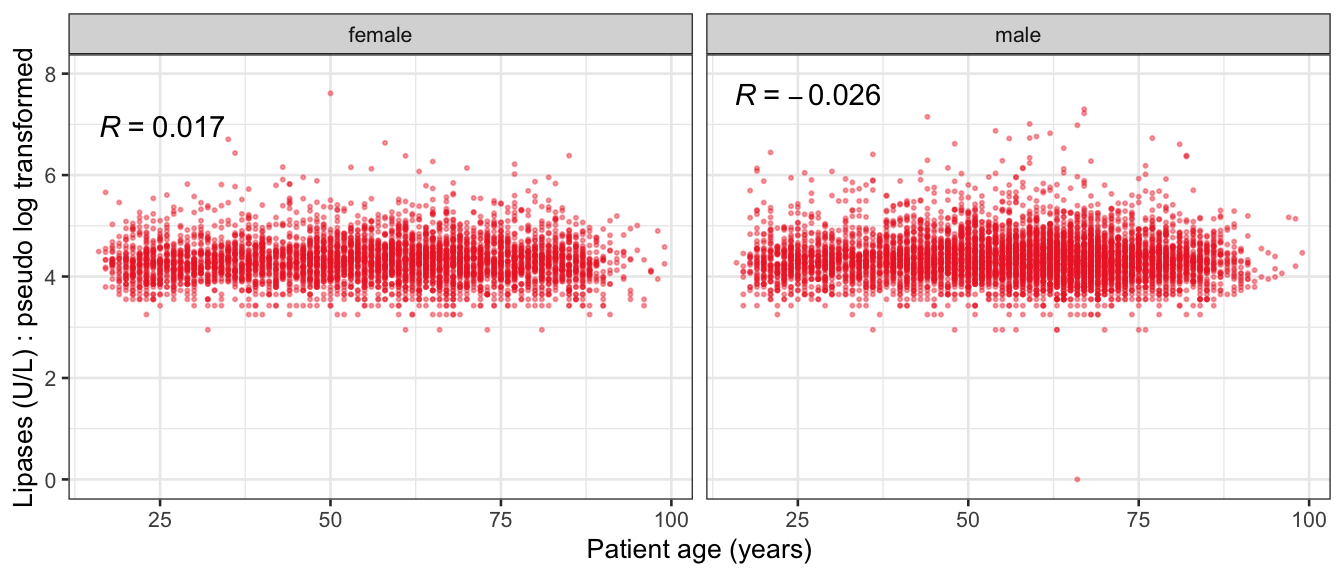 female
male
Lipases (U/L) : pseudo log transformed
8
6
4
2
0
R = 0.017
R = −0.026
25
50
75
100
25
50
75
100
Patient age (years)